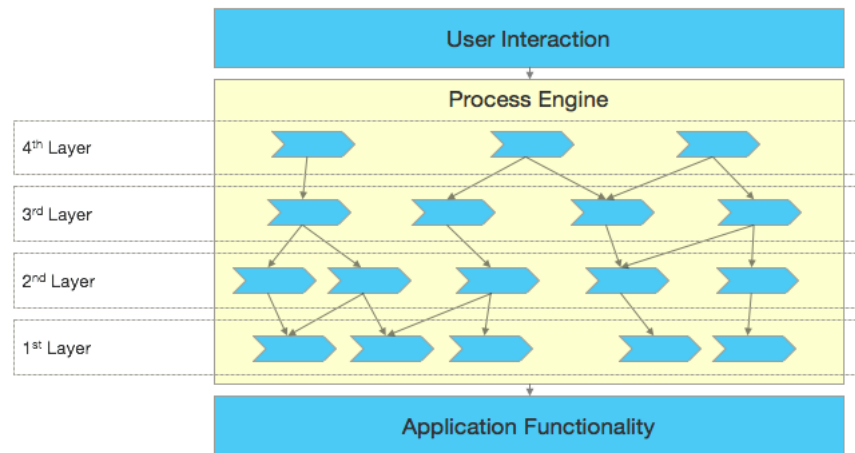 User Interaction
Process Engine
4th Layer
3rd Layer
2nd Layer
1st Layer
Application Functionality